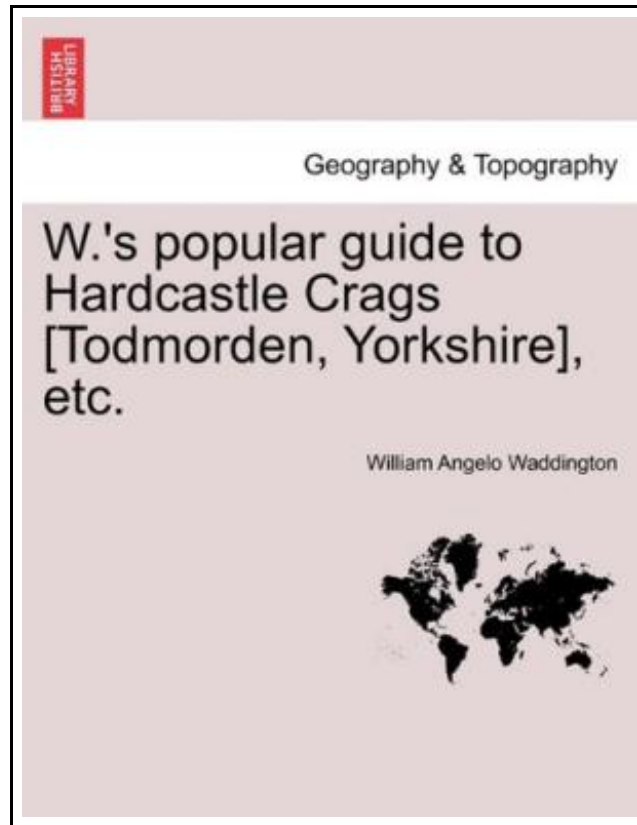 BRITISH
LIBRARY
Geography & Topography
W.'s popular guide to
Hardcastle Crags
[Todmorden, Yorkshire],
etc.
William Angelo Waddington